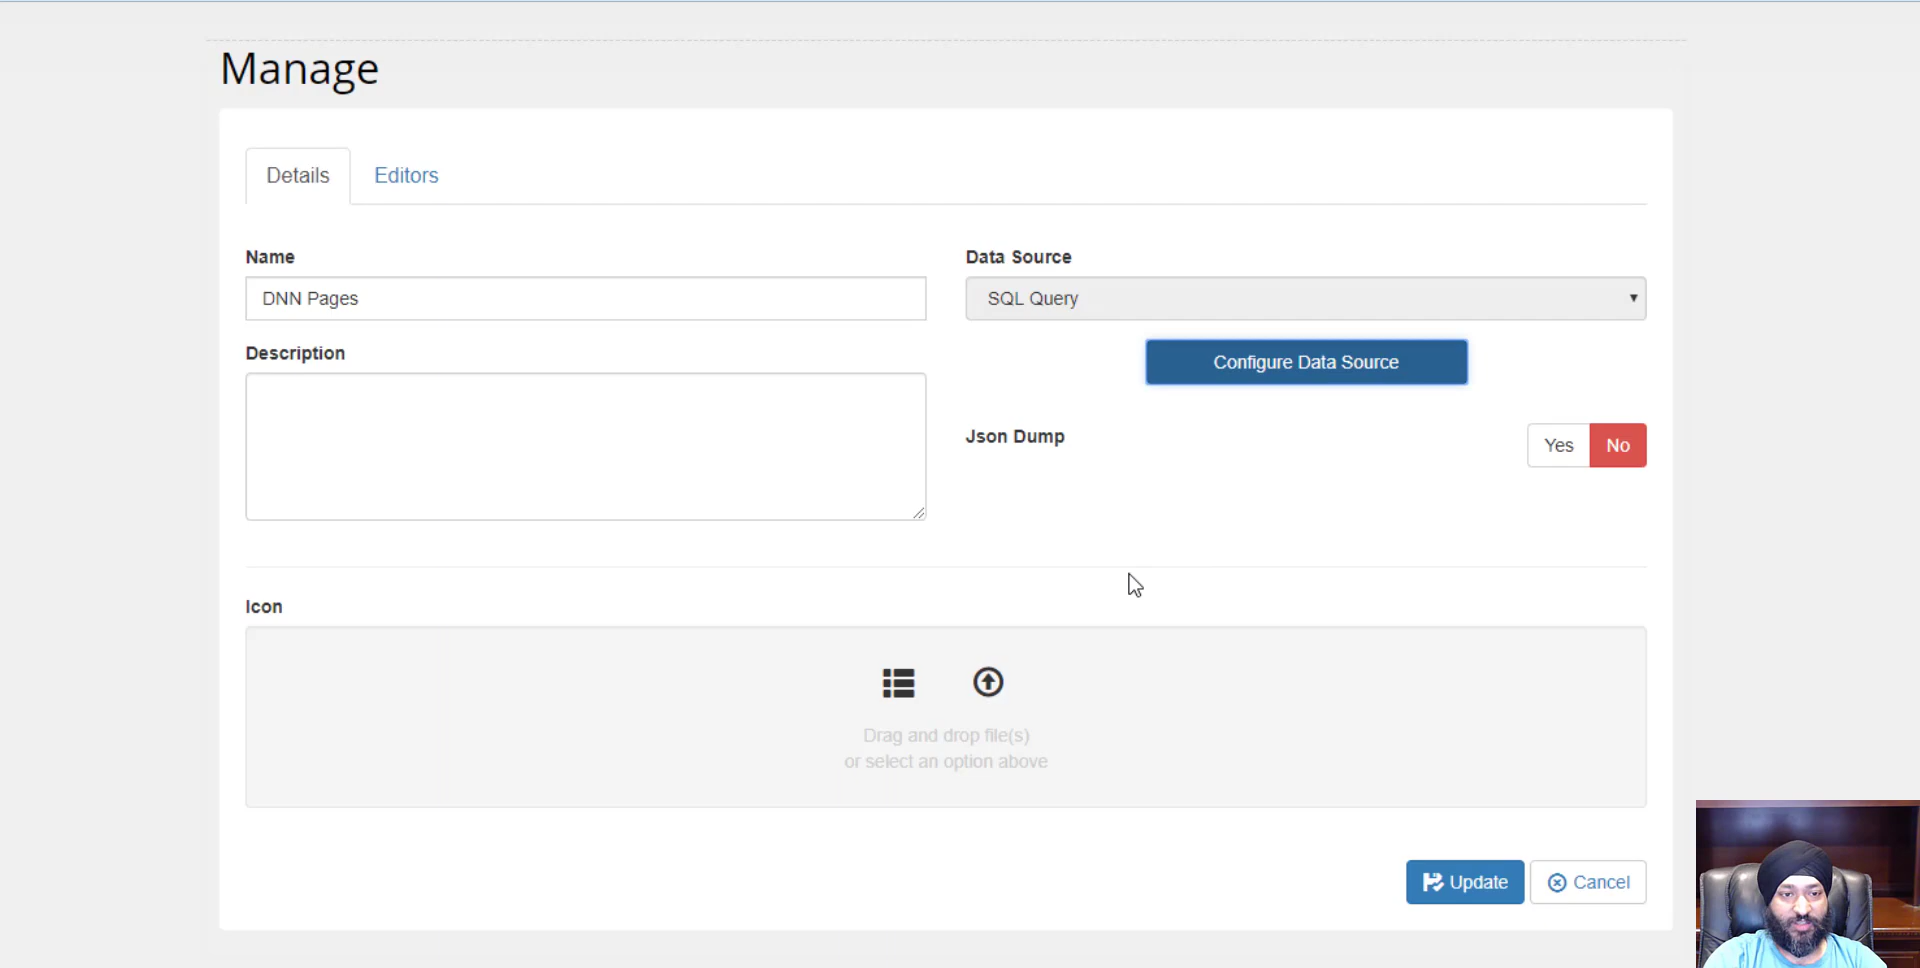 Manage
Details
Editors
Name
DNN Pages
Description
Data Source
SQL Query
Configure Data Source
Json Dump
Yes
No
Icon
Drag and drop file(s)
or select an option above
Update
Cancel